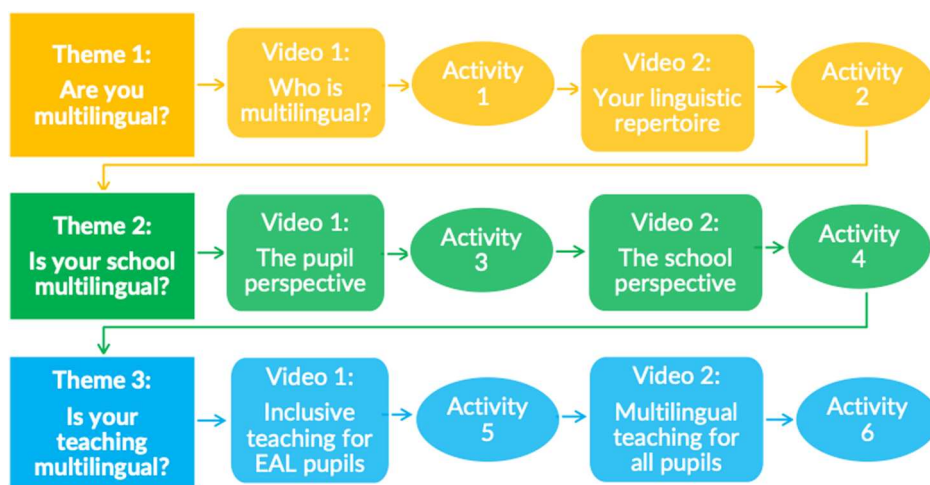 Theme 1:
Are you
multilingual?
Video 1:
Who is
multilingual?
Activity
1
Video 2:
Your linguistic
repertoire
Activity
2
Theme 2:
Is your school
multilingual?
Video 1:
The pupil
perspective
Activity
3
Video 2:
The school
perspective
Activity
4
Theme 3:
Is your
teaching
multilingual?
Video 1:
Inclusive
teaching for
EAL pupils
Activity
5
Video 2:
Multilingual
teaching for
all pupils
Activity
6